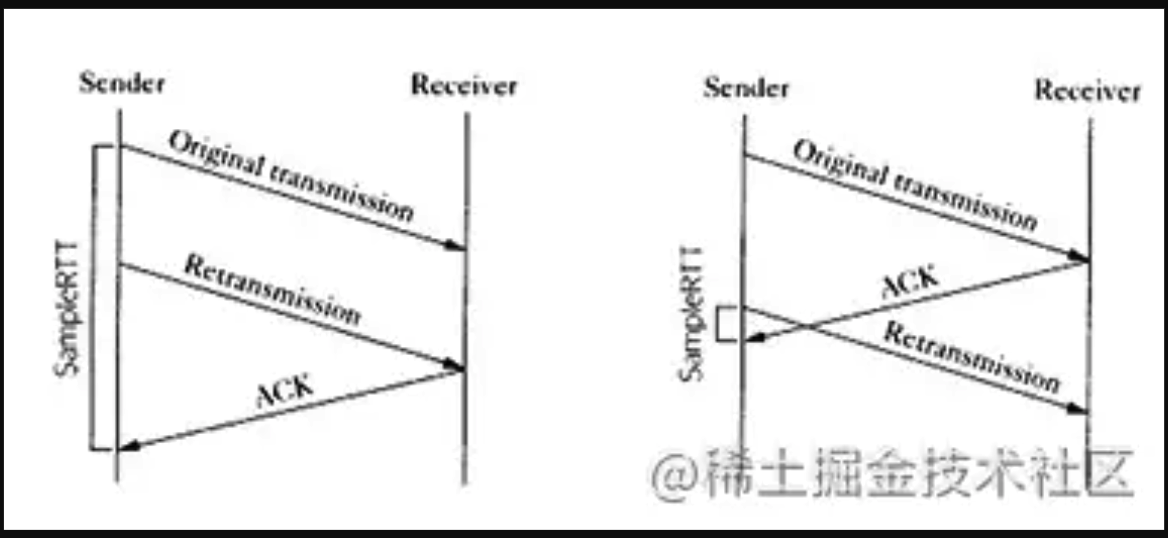 Sender
Receiver
Original transmission
Retransmission
SampleRTT
ACK
Sender
Receiver
Original transmission
ACK
SampleRTT
Retransmission
@稀土掘金技术社区